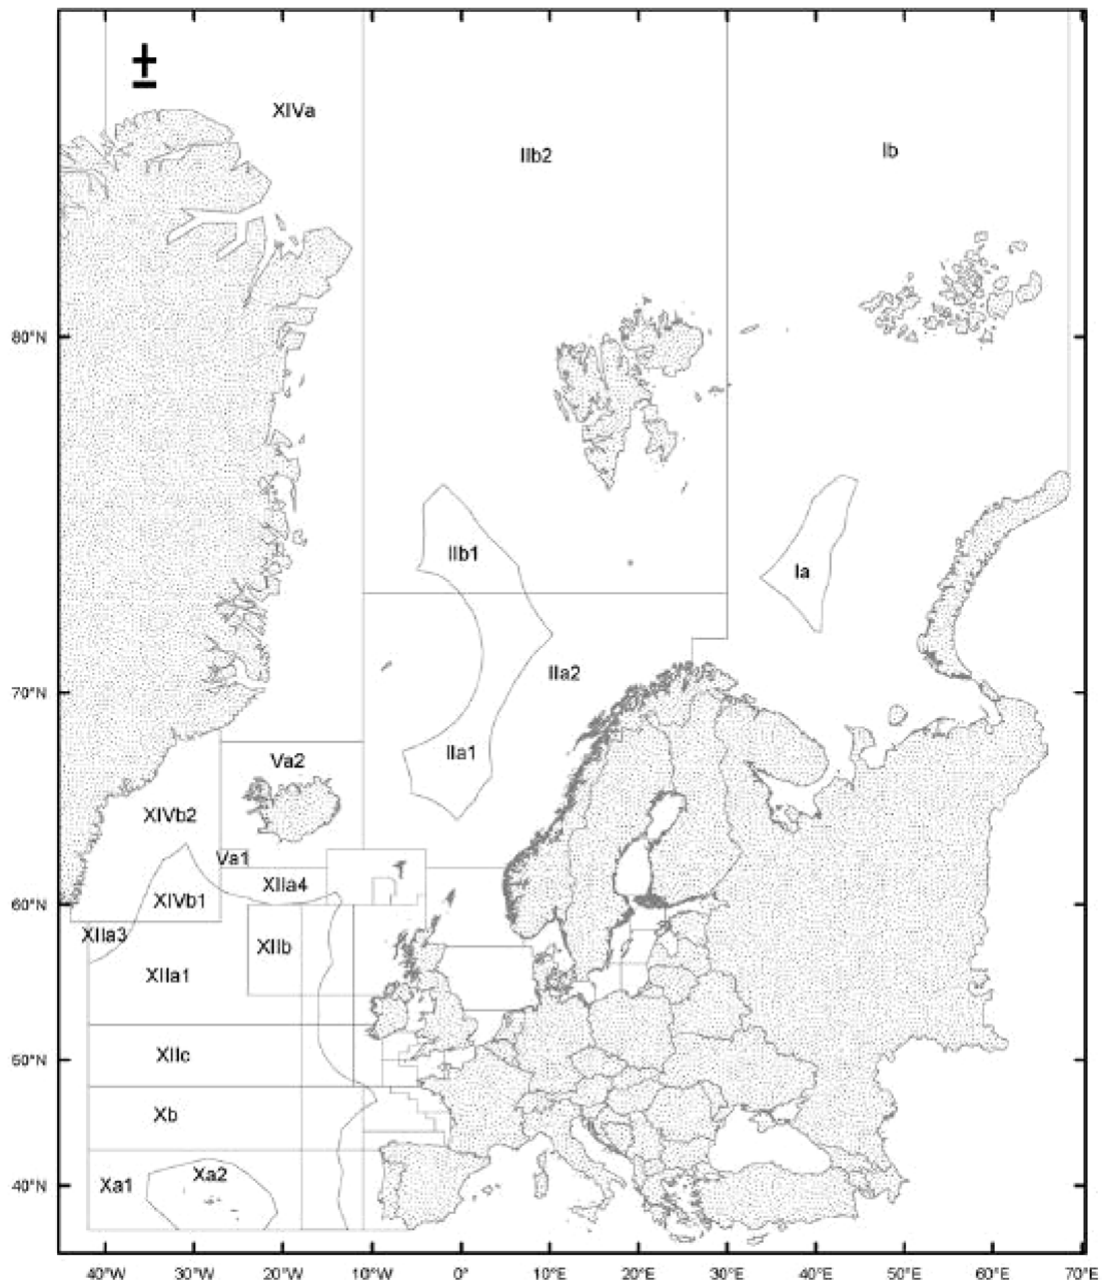 ±
XIVa
IIb2
Ib
80°N
IIb1
Ia
70°N
IIa2
IIa1
Va2
XIVb2
Va1
XIIa4
XIVb1
60°N
XIIa3
XIIb
XIIa1
XIIc
50°N
Xb
Xa1
Xa2
40°N
40°W 30°W 20°W 10°W 0° 10°E 20°E 30°E 40°E 50°E 60°E 70°E